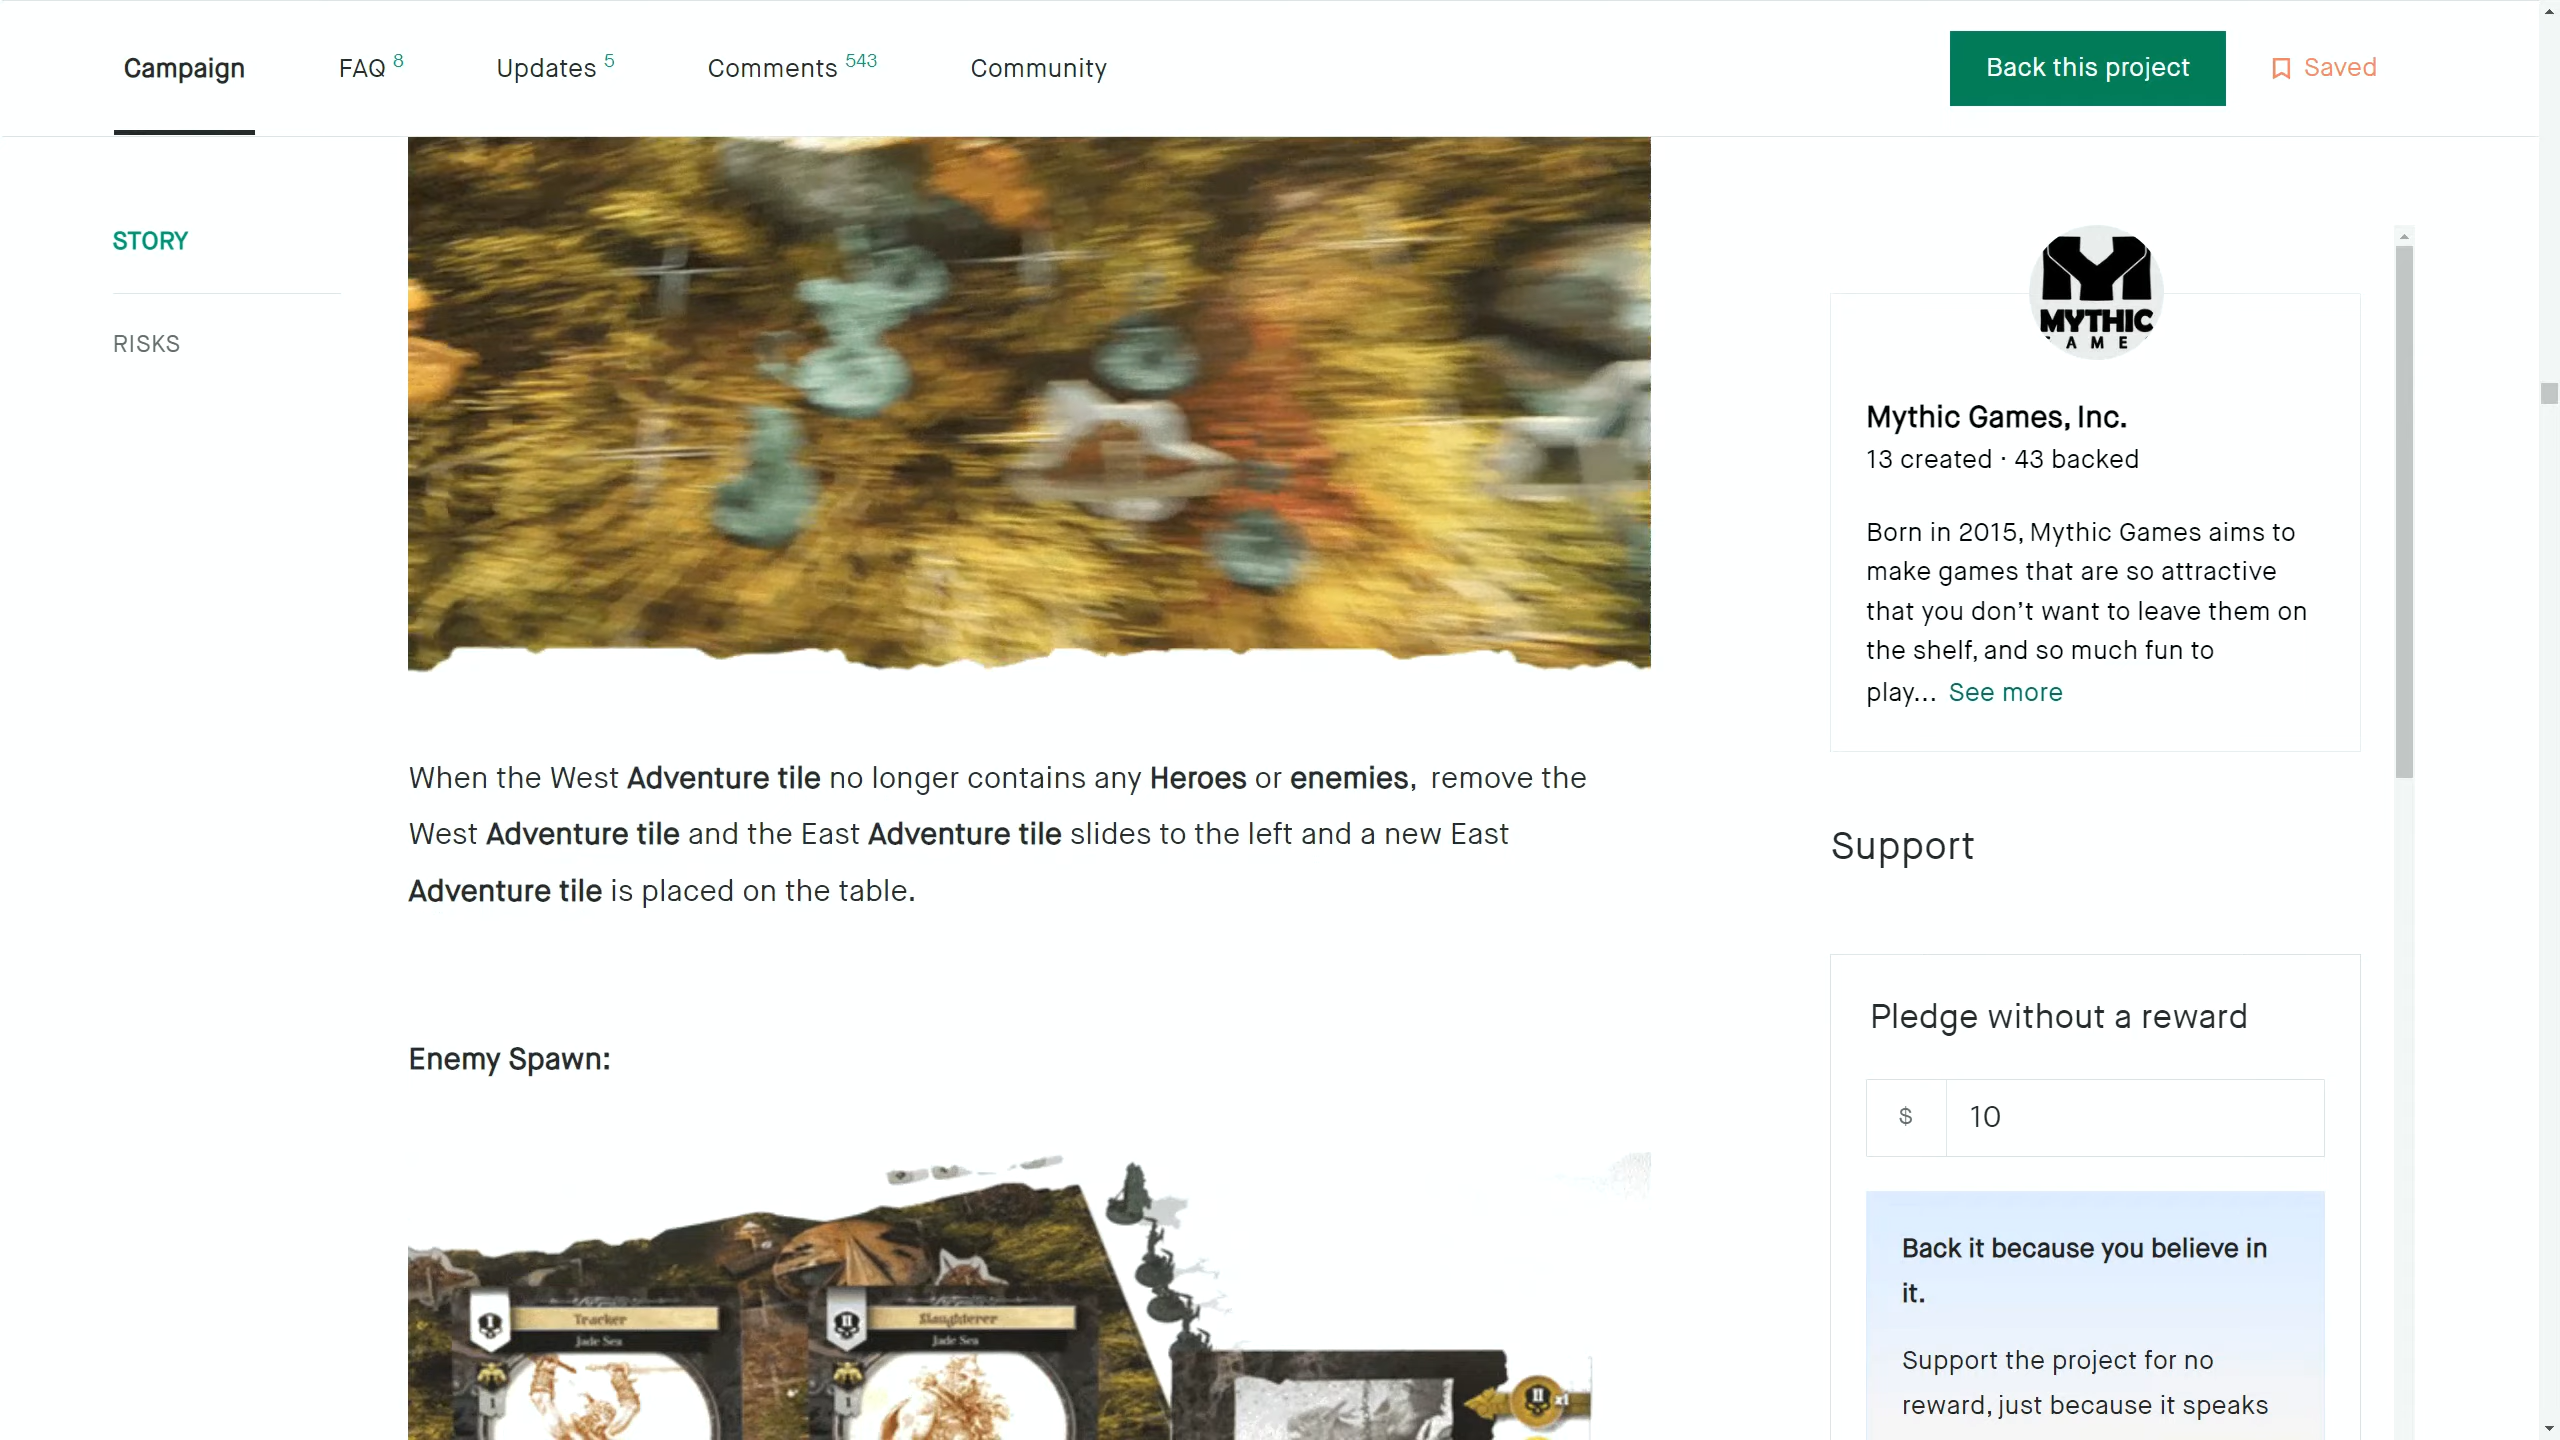 Campaign
FAQ 8
Updates 5
Comments 543
Community
Back this project
Saved
STORY
RISKS
When the West Adventure tile no longer contains any Heroes or enemies, remove the
West Adventure tile and the East Adventure tile slides to the left and a new East
Adventure tile is placed on the table.
Enemy Spawn:
Tracker
Jade Sea
I
1
Slaughterer
Jade Sea
II
1
II x1
MYTHIC
GAMES
Mythic Games, Inc.
13 created · 43 backed
Born in 2015, Mythic Games aims to
make games that are so attractive
that you don’t want to leave them on
the shelf, and so much fun to
play... See more
Support
Pledge without a reward
$ 10
Back it because you believe in
it.
Support the project for no
reward, just because it speaks